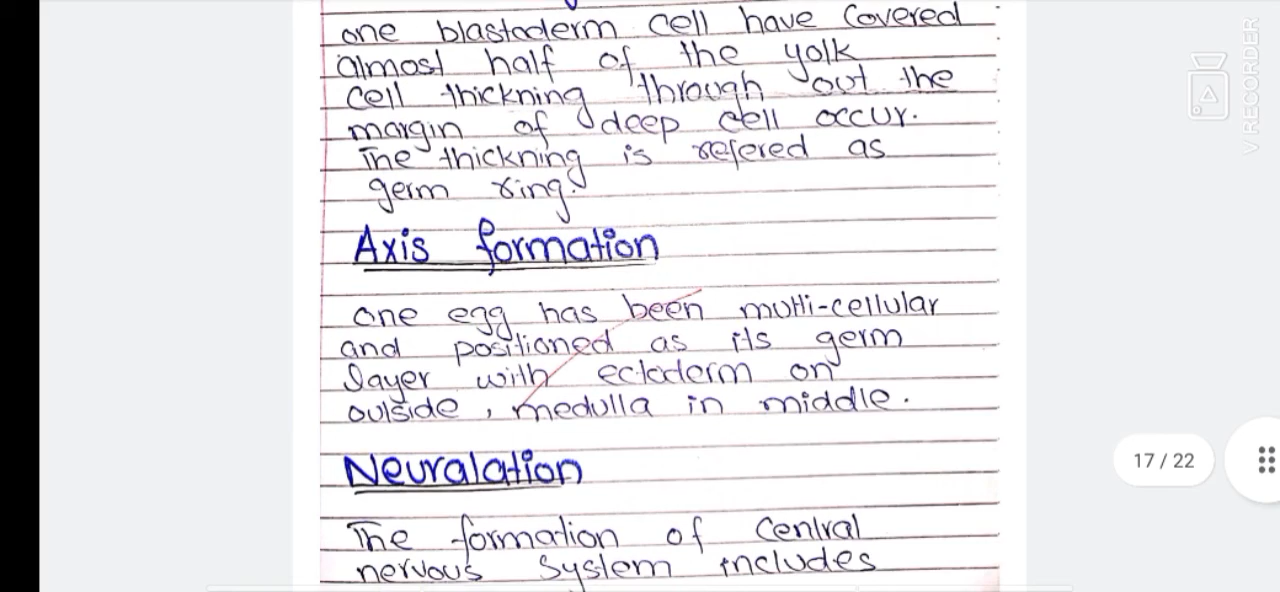 one blastoderm cell have Covered
almost half of the yolk
cell thickning through out the
margin of deep cell occur.
The thickning is refered as
germ ring.
Axis formation
one egg has been multi-cellular
and positioned as its germ
layer with ectoderm on
outside, medulla in middle.
Neuralation
The formation of Central
nervous System includes
17 / 22
VRECORDER